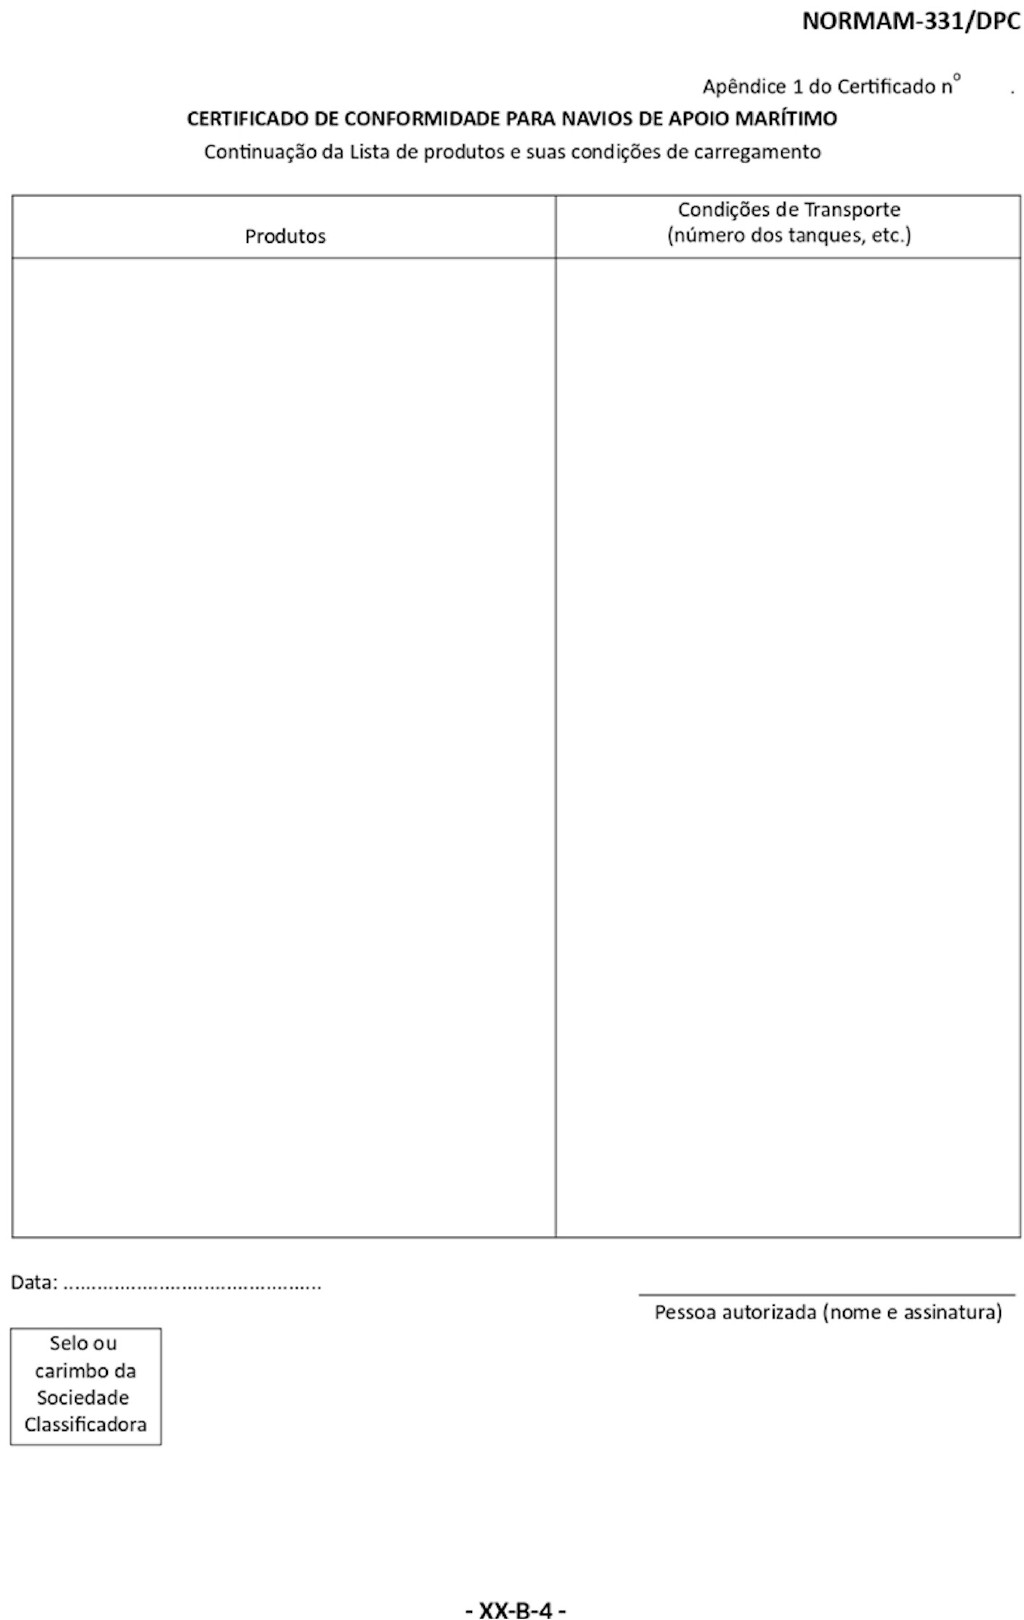 NORMAM-331/DPC
Apêndice 1 do Certificado nº .
CERTIFICADO DE CONFORMIDADE PARA NAVIOS DE APOIO MARÍTIMO
Continuação da Lista de produtos e suas condições de carregamento
Produtos
Condições de Transporte
(número dos tanques, etc.)
Data: ..............................................
Pessoa autorizada (nome e assinatura)
Selo ou
carimbo da
Sociedade
Classificadora
- XX-B-4 -